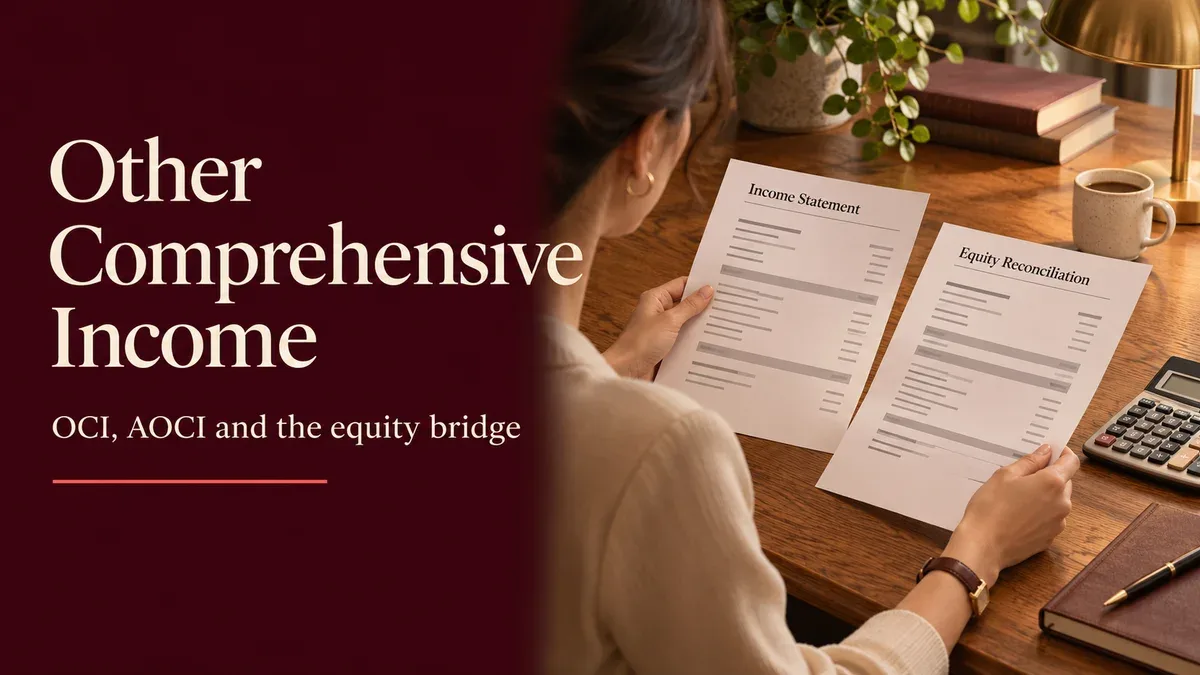 Other
Comprehensive
Income
OCI, AOCI and the equity bridge
Income Statement
Equity Reconciliation